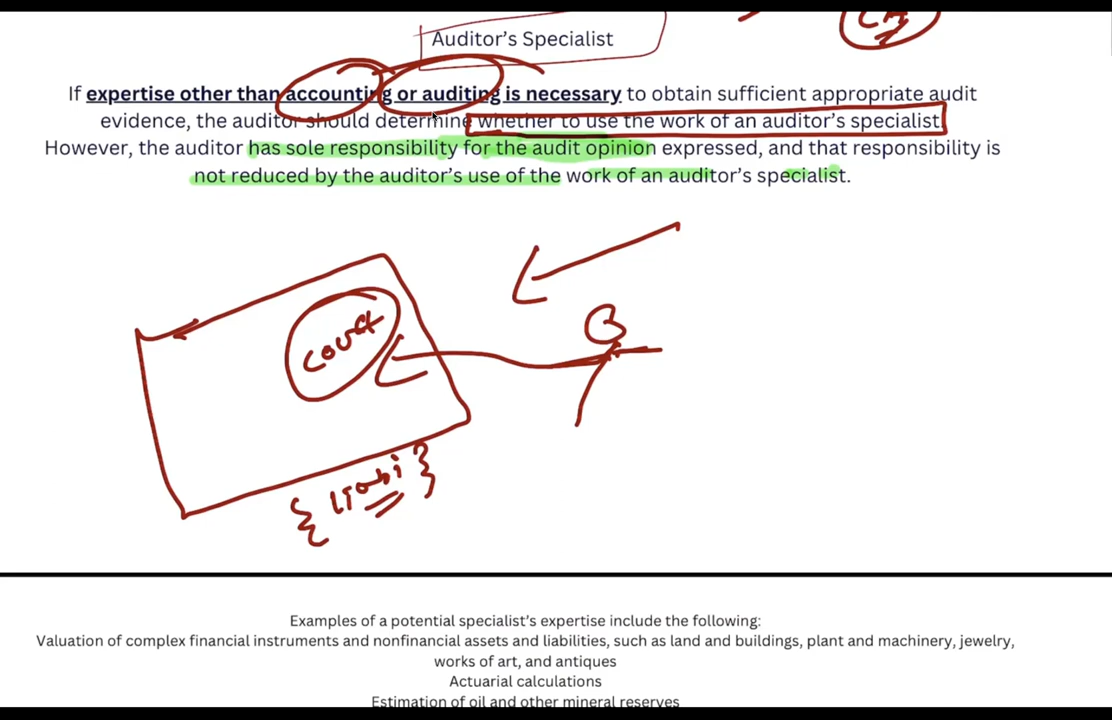 Auditor's Specialist
If expertise other than accounting or auditing is necessary to obtain sufficient appropriate audit
evidence, the auditor should determine whether to use the work of an auditor's specialist.
However, the auditor has sole responsibility for the audit opinion expressed, and that responsibility is
not reduced by the auditor's use of the work of an auditor's specialist.
court
Examples of a potential specialist's expertise include the following:
Valuation of complex financial instruments and nonfinancial assets and liabilities, such as land and buildings, plant and machinery, jewelry,
works of art, and antiques
Actuarial calculations
Estimation of oil and other mineral reserves